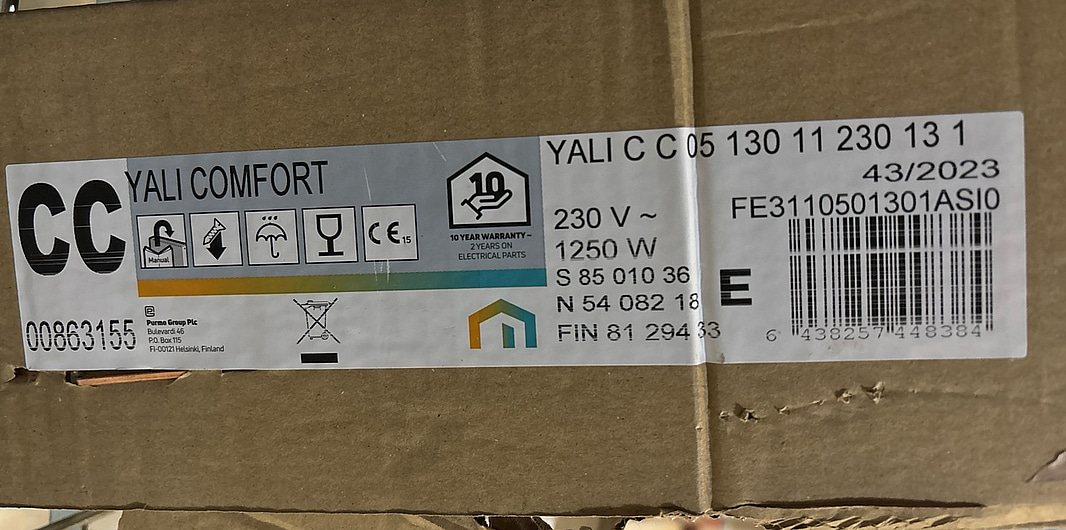 CC
00863155
YALI COMFORT
Manual
CE 15
10
10 YEAR WARRANTY –
2 YEARS ON
ELECTRICAL PARTS
Purmo Group Plc
Bulevardi 46
P.O. Box 115
FI-00121 Helsinki, Finland
YALI C C 05 130 11 230 13 1
43/2023
FE3110501301ASI0
230 V ~
1250 W
S 85 010 36
N 54 082 18
FIN 81 294 33
E
6 438257 448384